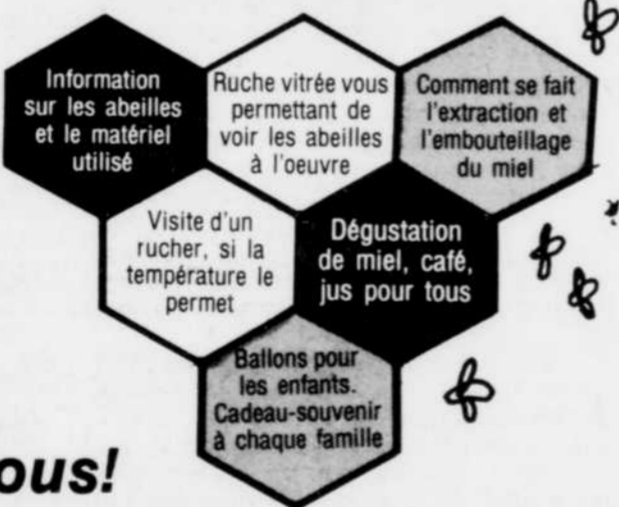 Information
sur les abeilles
et le matériel
utilisé
Ruche vitrée vous
permettant de
voir les abeilles
à l'oeuvre
Comment se fait
l'extraction et
l'embouteillage
du miel
Visite d'un
rucher, si la
température le
permet
Dégustation
de miel, café,
jus pour tous
Ballons pour
les enfants.
Cadeau-souvenir
à chaque famille
ous!